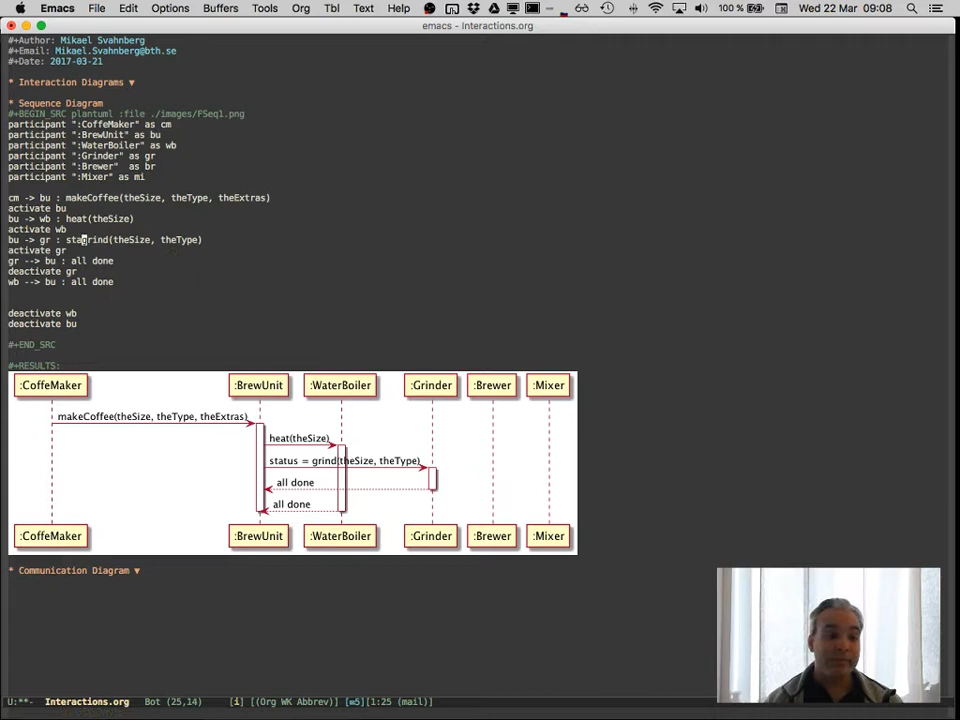 Emacs File Edit Options Buffers Tools Org Tbl Text Help 100 % Wed 22 Mar 09:08
emacs – Interactions.org
#+Author: Mikael Svahnberg
#+Email: Mikael.Svahnberg@bth.se
#+Date: 2017-03-21
* Interaction Diagrams ▼
* Sequence Diagram
#+BEGIN_SRC plantuml :file ./images/FSeq1.png
participant ":CoffeMaker" as cm
participant ":BrewUnit" as bu
participant ":WaterBoiler" as wb
participant ":Grinder" as gr
participant ":Brewer"  as br
participant ":Mixer" as mi
cm -> bu : makeCoffee(theSize, theType, theExtras)
activate bu
bu -> wb : heat(theSize)
activate wb
bu -> gr : stagrind(theSize, theType)
activate gr
gr --> bu : all done
deactivate gr
wb --> bu : all done
deactivate wb
deactivate bu
#+END_SRC
#+RESULTS:
:CoffeMaker :BrewUnit :WaterBoiler :Grinder :Brewer :Mixer
makeCoffee(theSize, theType, theExtras)
heat(theSize)
status = grind(theSize, theType)
all done
all done
:CoffeMaker :BrewUnit :WaterBoiler :Grinder :Brewer :Mixer
* Communication Diagram ▼
U:**- Interactions.org Bot (25,14) [i] [(Org WK Abbrev)] [✉5][1:25 (mail)]